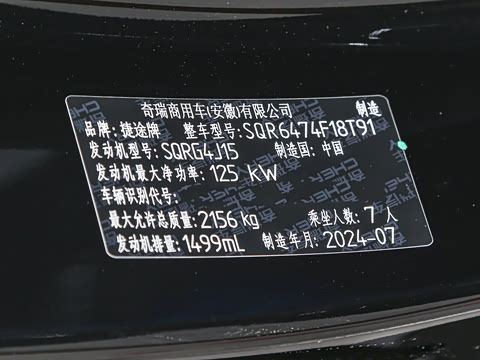 奇瑞商用车(安徽)有限公司 制造
品牌: 捷途牌 整车型号: SQR6474F18T91
发动机型号: SQRG4J15 制造国: 中国
发动机最大净功率: 125 KW
车辆识别代号:
最大允许总质量: 2156 kg 乘坐人数: 7 人
发动机排量: 1499mL 制造年月: 2024-07